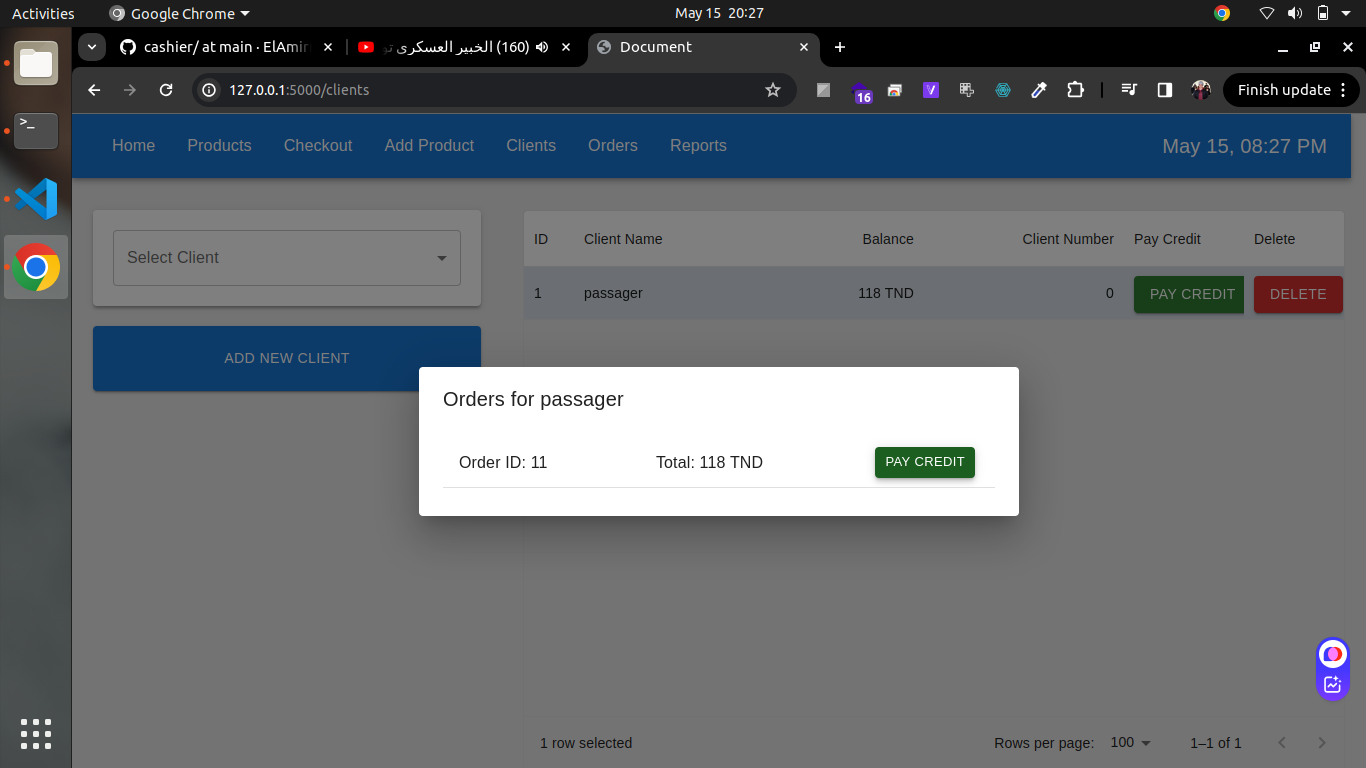 Activities
Google Chrome
May 15 20:27
cashier/ at main · ElAmir
(160) الخبير العسكري
Document
127.0.0.1:5000/clients
16
Finish update
Home
Products
Checkout
Add Product
Clients
Orders
Reports
May 15, 08:27 PM
Select Client
ADD NEW CLIENT
ID
Client Name
Balance
Client Number
Pay Credit
Delete
1
passager
118 TND
0
PAY CREDIT
DELETE
Orders for passager
Order ID: 11
Total: 118 TND
PAY CREDIT
1 row selected
Rows per page:
100
1–1 of 1